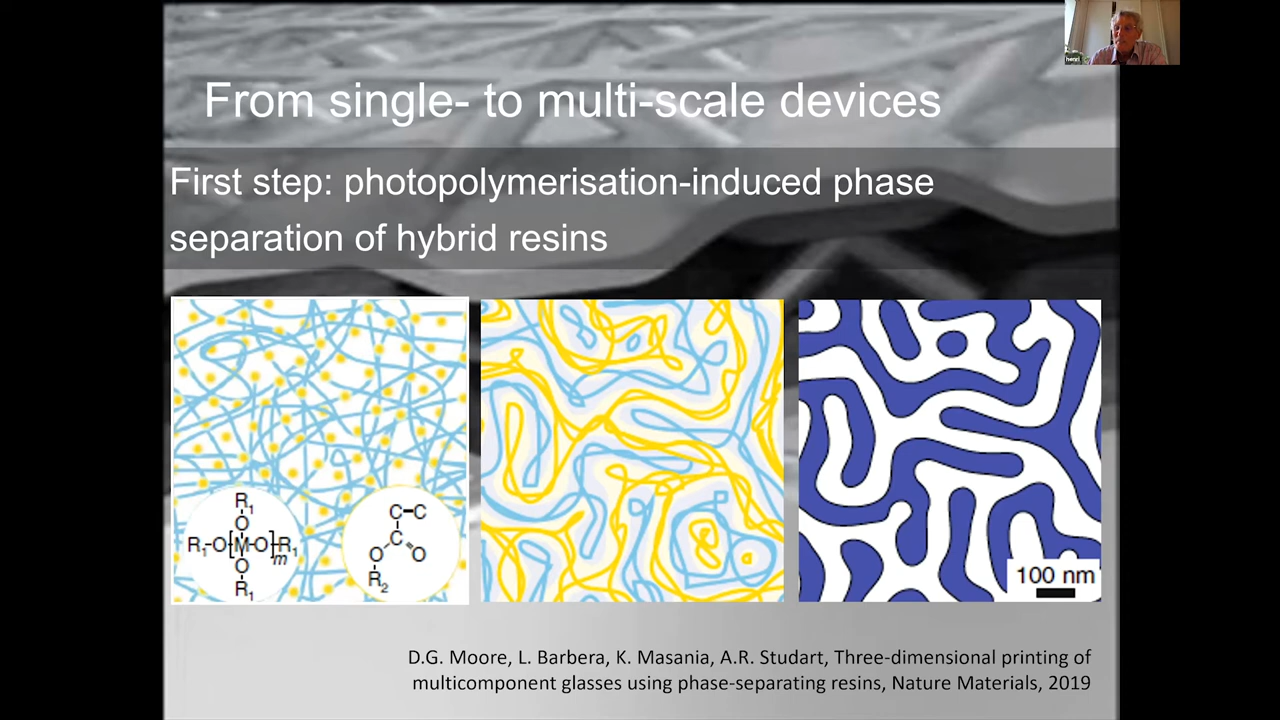 From single- to multi-scale devices
First step: photopolymerisation-induced phase
separation of hybrid resins
R1
O
R1-O[M-O]R1
m
O
R1
C-C
C
O O
R2
100 nm
D.G. Moore, L. Barbera, K. Masania, A.R. Studart, Three-dimensional printing of
multicomponent glasses using phase-separating resins, Nature Materials, 2019